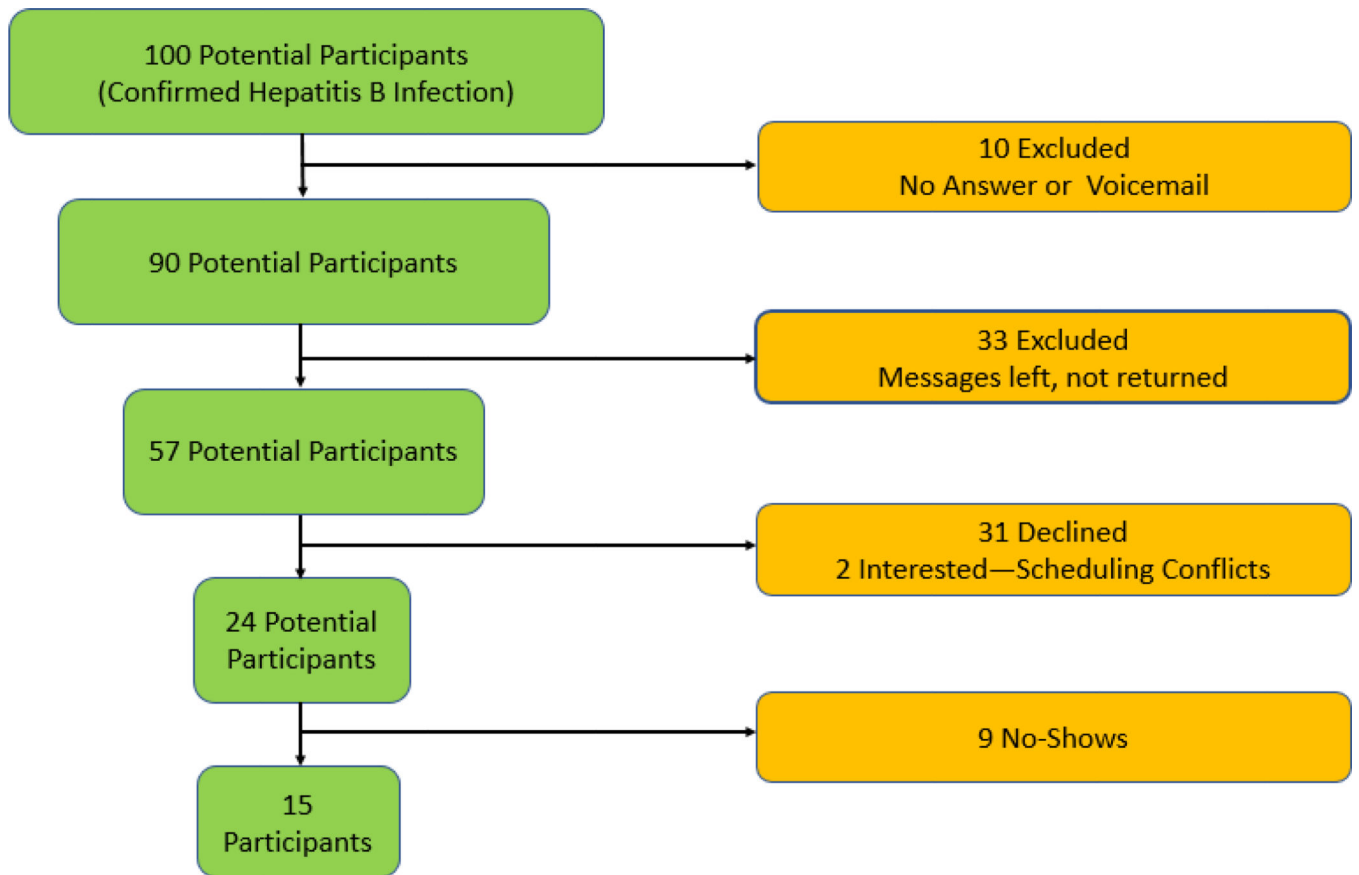 100 Potential Participants
(Confirmed Hepatitis B Infection)
10 Excluded
No Answer or Voicemail
90 Potential Participants
33 Excluded
Messages left, not returned
57 Potential Participants
31 Declined
2 Interested—Scheduling Conflicts
24 Potential
Participants
9 No-Shows
15
Participants